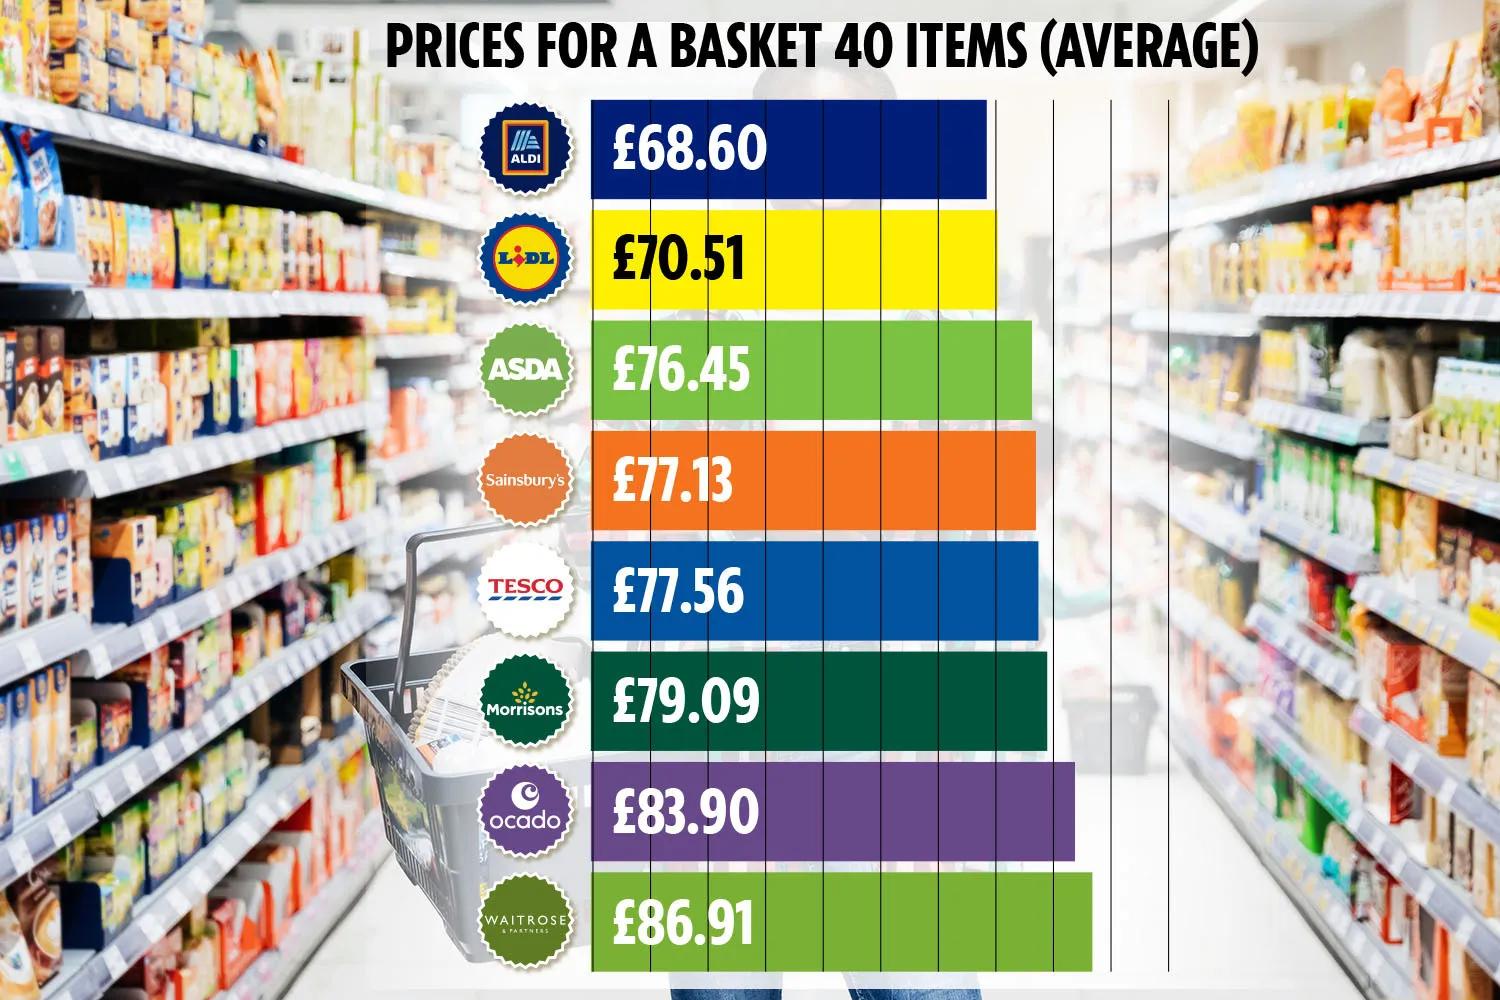 PRICES FOR A BASKET 40 ITEMS (AVERAGE)
ALDI
£68.60
LIDL
£70.51
ASDA
£76.45
Sainsbury's
£77.13
TESCO
£77.56
Morrisons
£79.09
ocado
£83.90
WAITROSE
& PARTNERS
£86.91